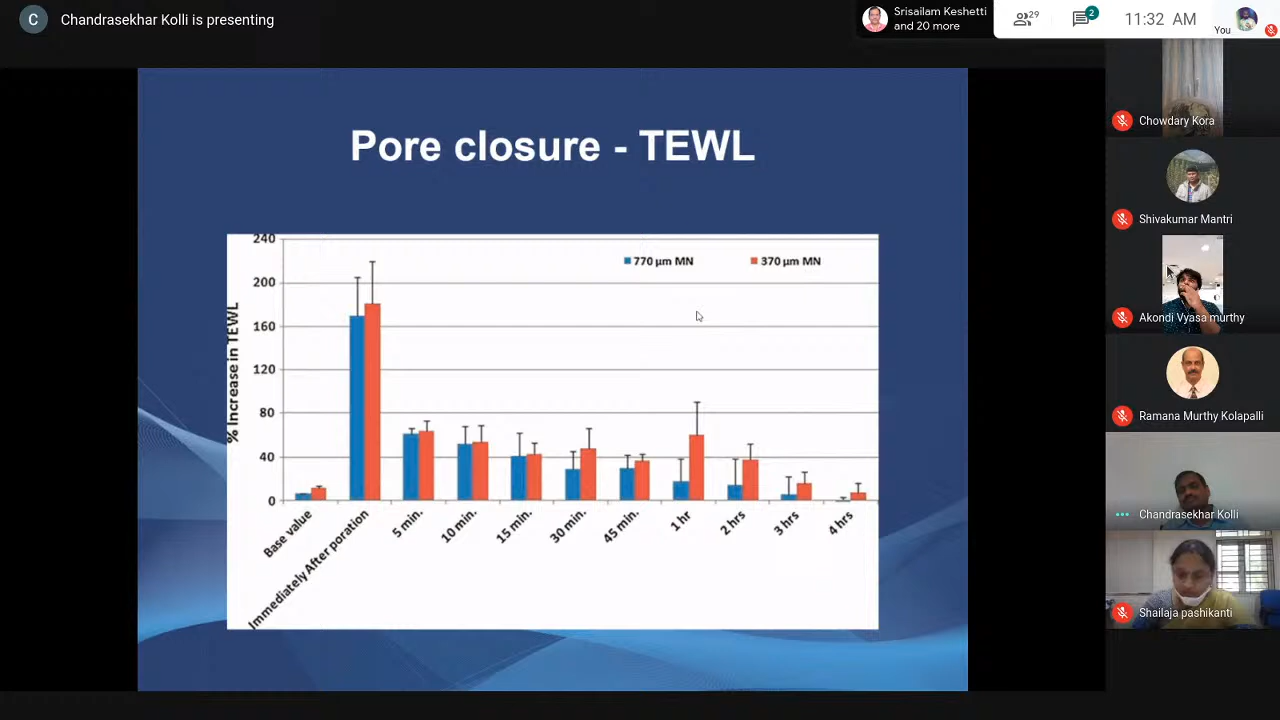 C
Chandrasekhar Kolli is presenting
Srisailam Keshetti
and 20 more
29
2
11:32 AM
You
Pore closure - TEWL
240
200
160
120
80
40
0
% Increase in TEWL
770 μm MN
370 μm MN
Base value
Immediately After poration
5 min.
10 min.
15 min.
30 min.
45 min.
1 hr
2 hrs
3 hrs
4 hrs
Chowdary Kora
Shivakumar Mantri
Akondi Vyasa murthy
Ramana Murthy Kolapalli
Chandrasekhar Kolli
Shailaja pashikanti